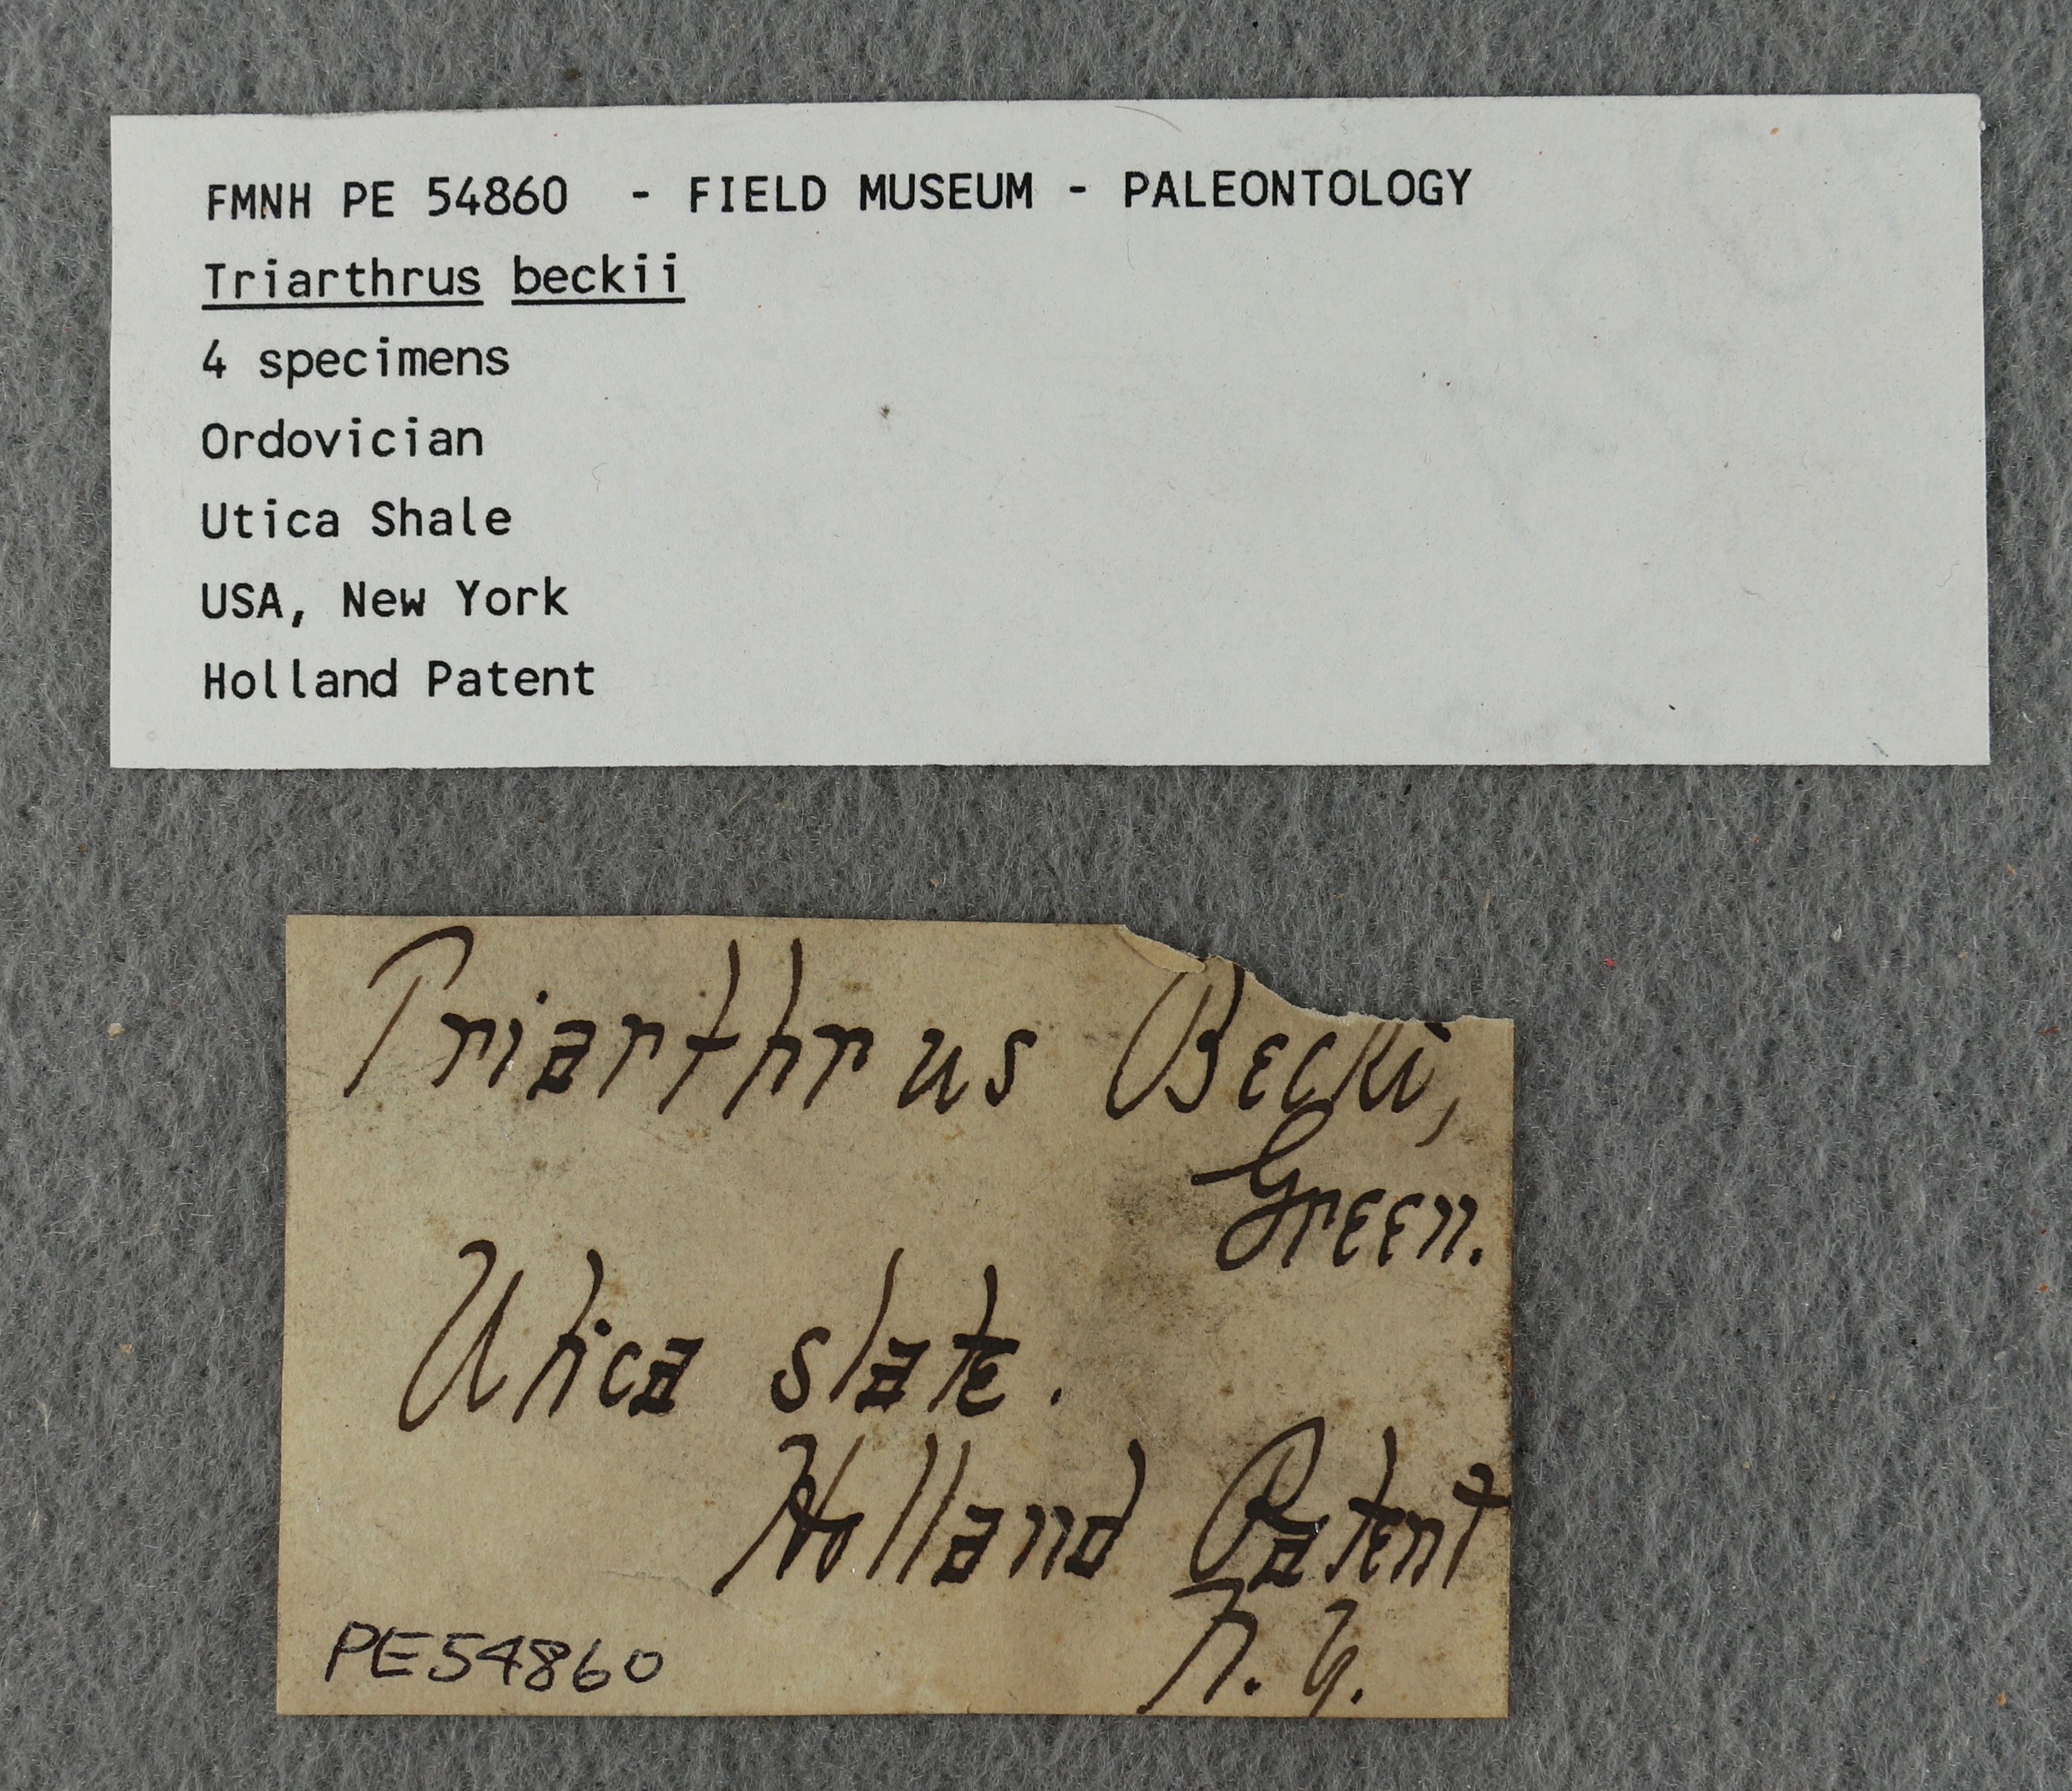 FMNH PE 54860 - FIELD MUSEUM - PALEONTOLOGY
Triarthrus beckii
4 specimens
Ordovician
Utica Shale
USA, New York
Holland Patent
Triarthrus Becki,
Green.
Utica slate.
Holland Patent
N. Y.
PE54860